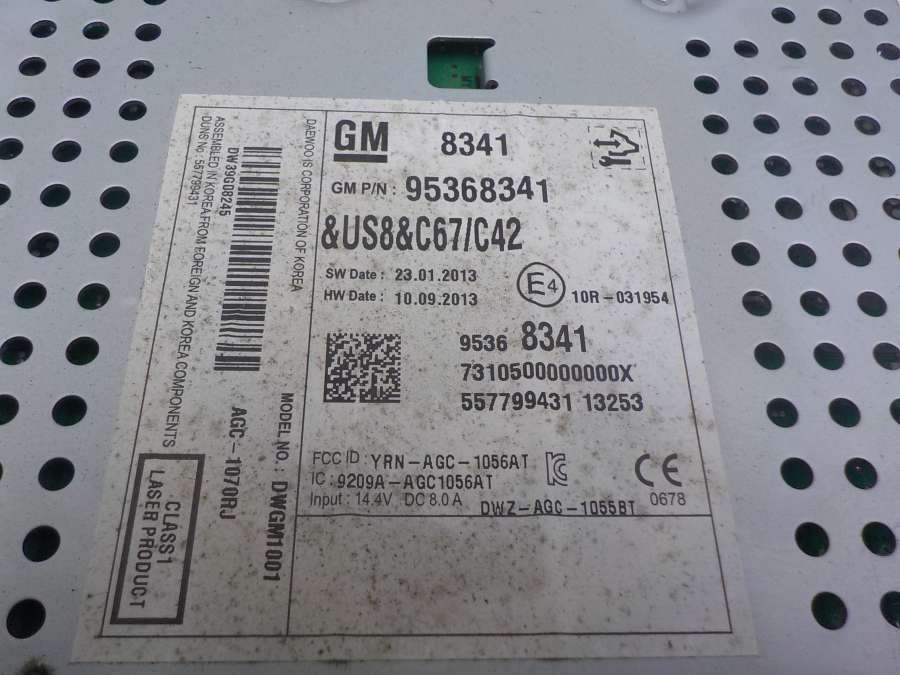 GM 8341
GM P/N : 95368341
&US8&C67/C42
SW Date : 23.01.2013
HW Date : 10.09.2013
E4 10R-031954
9536 8341
7310500000000X
557799431 13253
FCC ID : YRN-AGC-1056AT
IC : 9209A-AGC1056AT
Input : 14.4V DC 8.0 A
DWZ-AGC-1055BT
CE 0678
DAEWOO IS CORPORATION OF KOREA
MODEL NO. : DWGM1001
DW39G08245
AGC-1070RJ
ASSEMBLED IN KOREA FROM FOREIGN AND KOREA COMPONENTS
DUNS No : 557799431
CLASS1
LASER PRODUCT